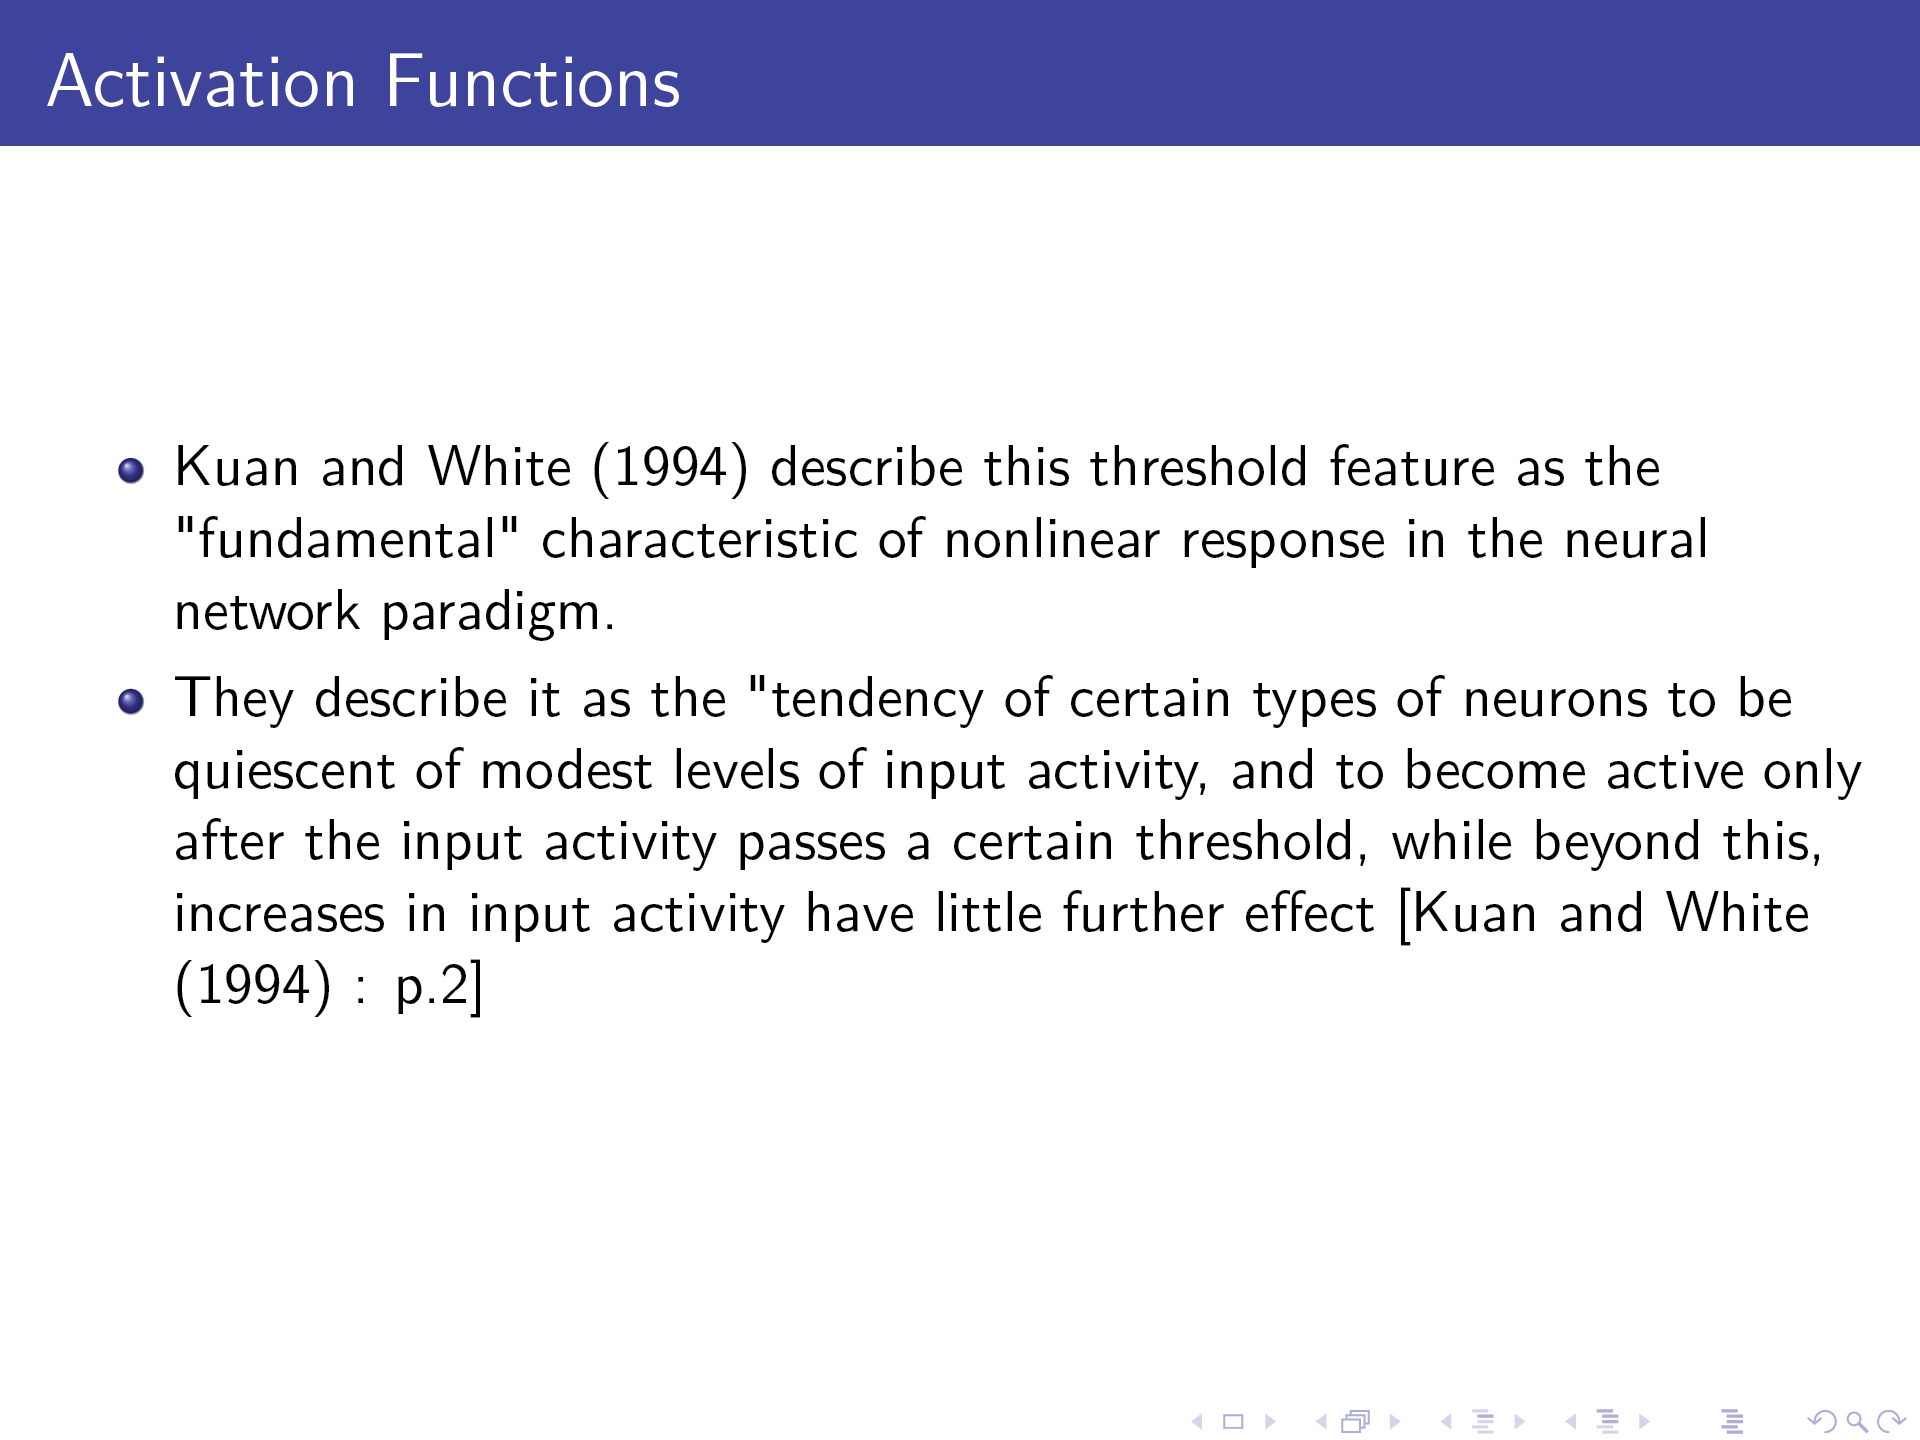 Activation Functions
Kuan and White (1994) describe this threshold feature as the
"fundamental" characteristic of nonlinear response in the neural
network paradigm.
They describe it as the "tendency of certain types of neurons to be
quiescent of modest levels of input activity, and to become active only
after the input activity passes a certain threshold, while beyond this,
increases in input activity have little further effect [Kuan and White
(1994) : p.2]